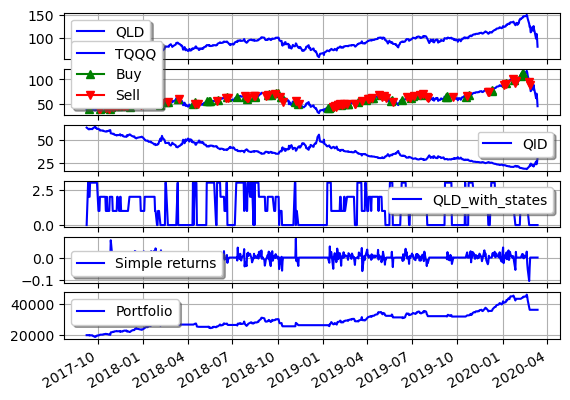 150
100
QLD
TQQQ
Buy
Sell
100
50
50
25
QID
2.5
0.0
QLD_with_states
0.0
−0.1
Simple returns
40000
20000
Portfolio
2017-10
2018-01
2018-04
2018-07
2018-10
2019-01
2019-04
2019-07
2019-10
2020-01
2020-04